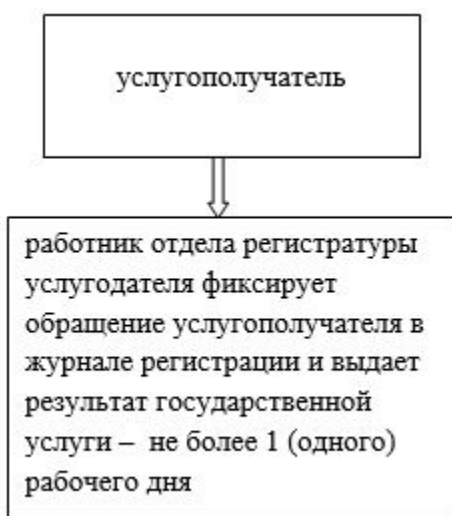 услугополучатель
работник отдела регистратуры
услугодателя фиксирует
обращение услугополучателя в
журнале регистрации и выдает
результат государственной
услуги – не более 1 (одного)
рабочего дня